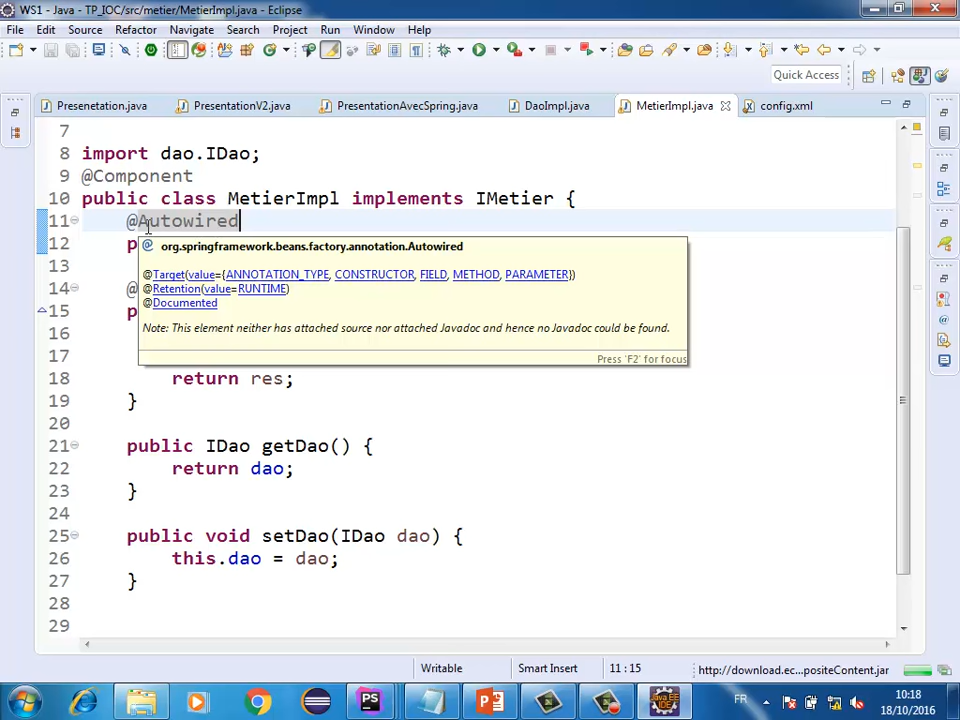 WS1 - Java - TP_IOC/src/metier/MetierImpl.java - Eclipse
File Edit Source Refactor Navigate Search Project Run Window Help
Quick Access
Presenetation.java PresentationV2.java PresentationAvecSpring.java DaoImpl.java MetierImpl.java config.xml
7
8 import dao.IDao;
9 @Component
10 public class MetierImpl implements IMetier {
11 @Autowired
12 p
@ org.springframework.beans.factory.annotation.Autowired
13
@Target(value={ANNOTATION_TYPE, CONSTRUCTOR, FIELD, METHOD, PARAMETER})
14 @
@Retention(value=RUNTIME)
@Documented
15 p
16
Note: This element neither has attached source nor attached Javadoc and hence no Javadoc could be found.
17
Press 'F2' for focus
18 return res;
19 }
20
21 public IDao getDao() {
22 return dao;
23 }
24
25 public void setDao(IDao dao) {
26 this.dao = dao;
27 }
28
29
Writable Smart Insert 11 : 15 http://download.ec...positeContent.jar
FR 10:18
18/10/2016